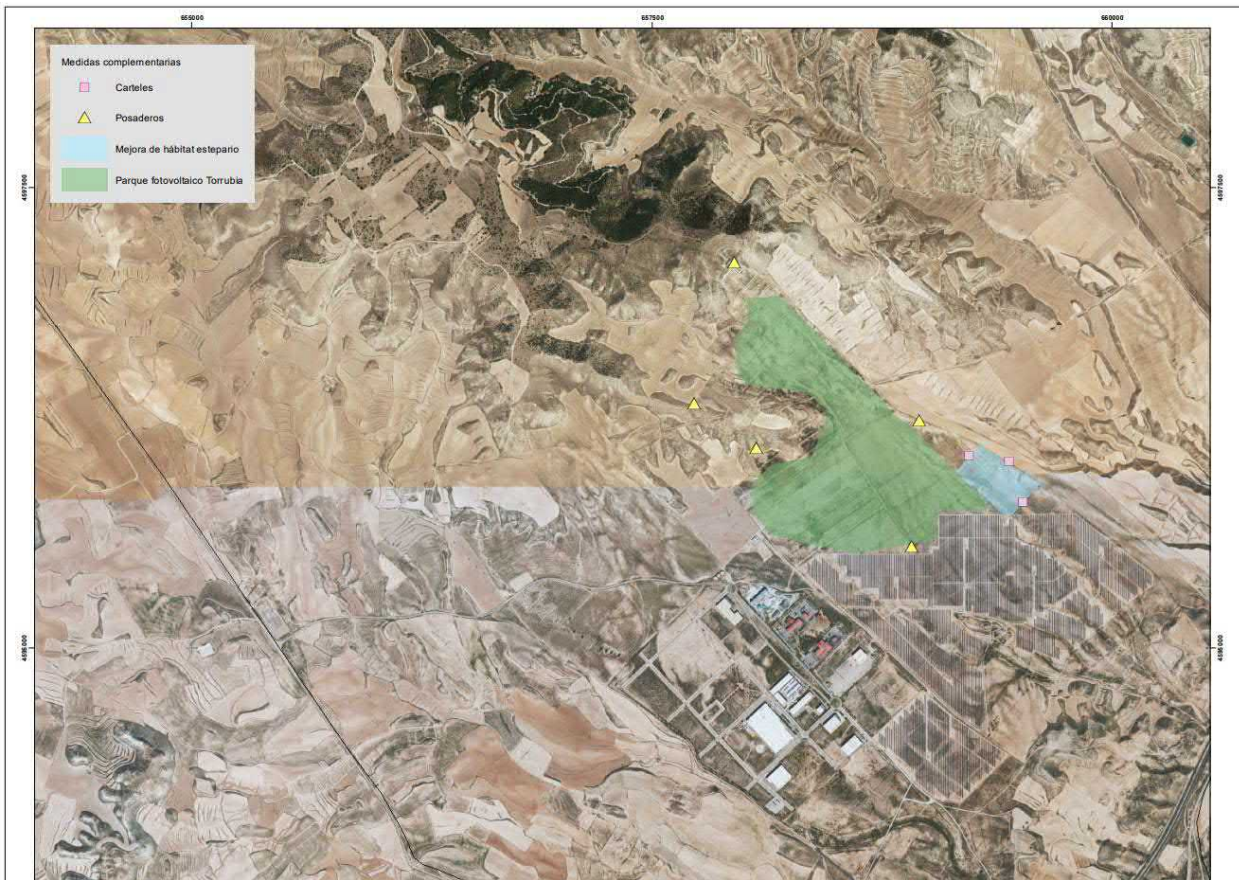 655000
657500
660000
Medidas complementarias
Carteles
Posaderos
Mejora de hábitat estepario
Parque fotovoltaico Torrubia
4597500
4597500
4595000
4595000